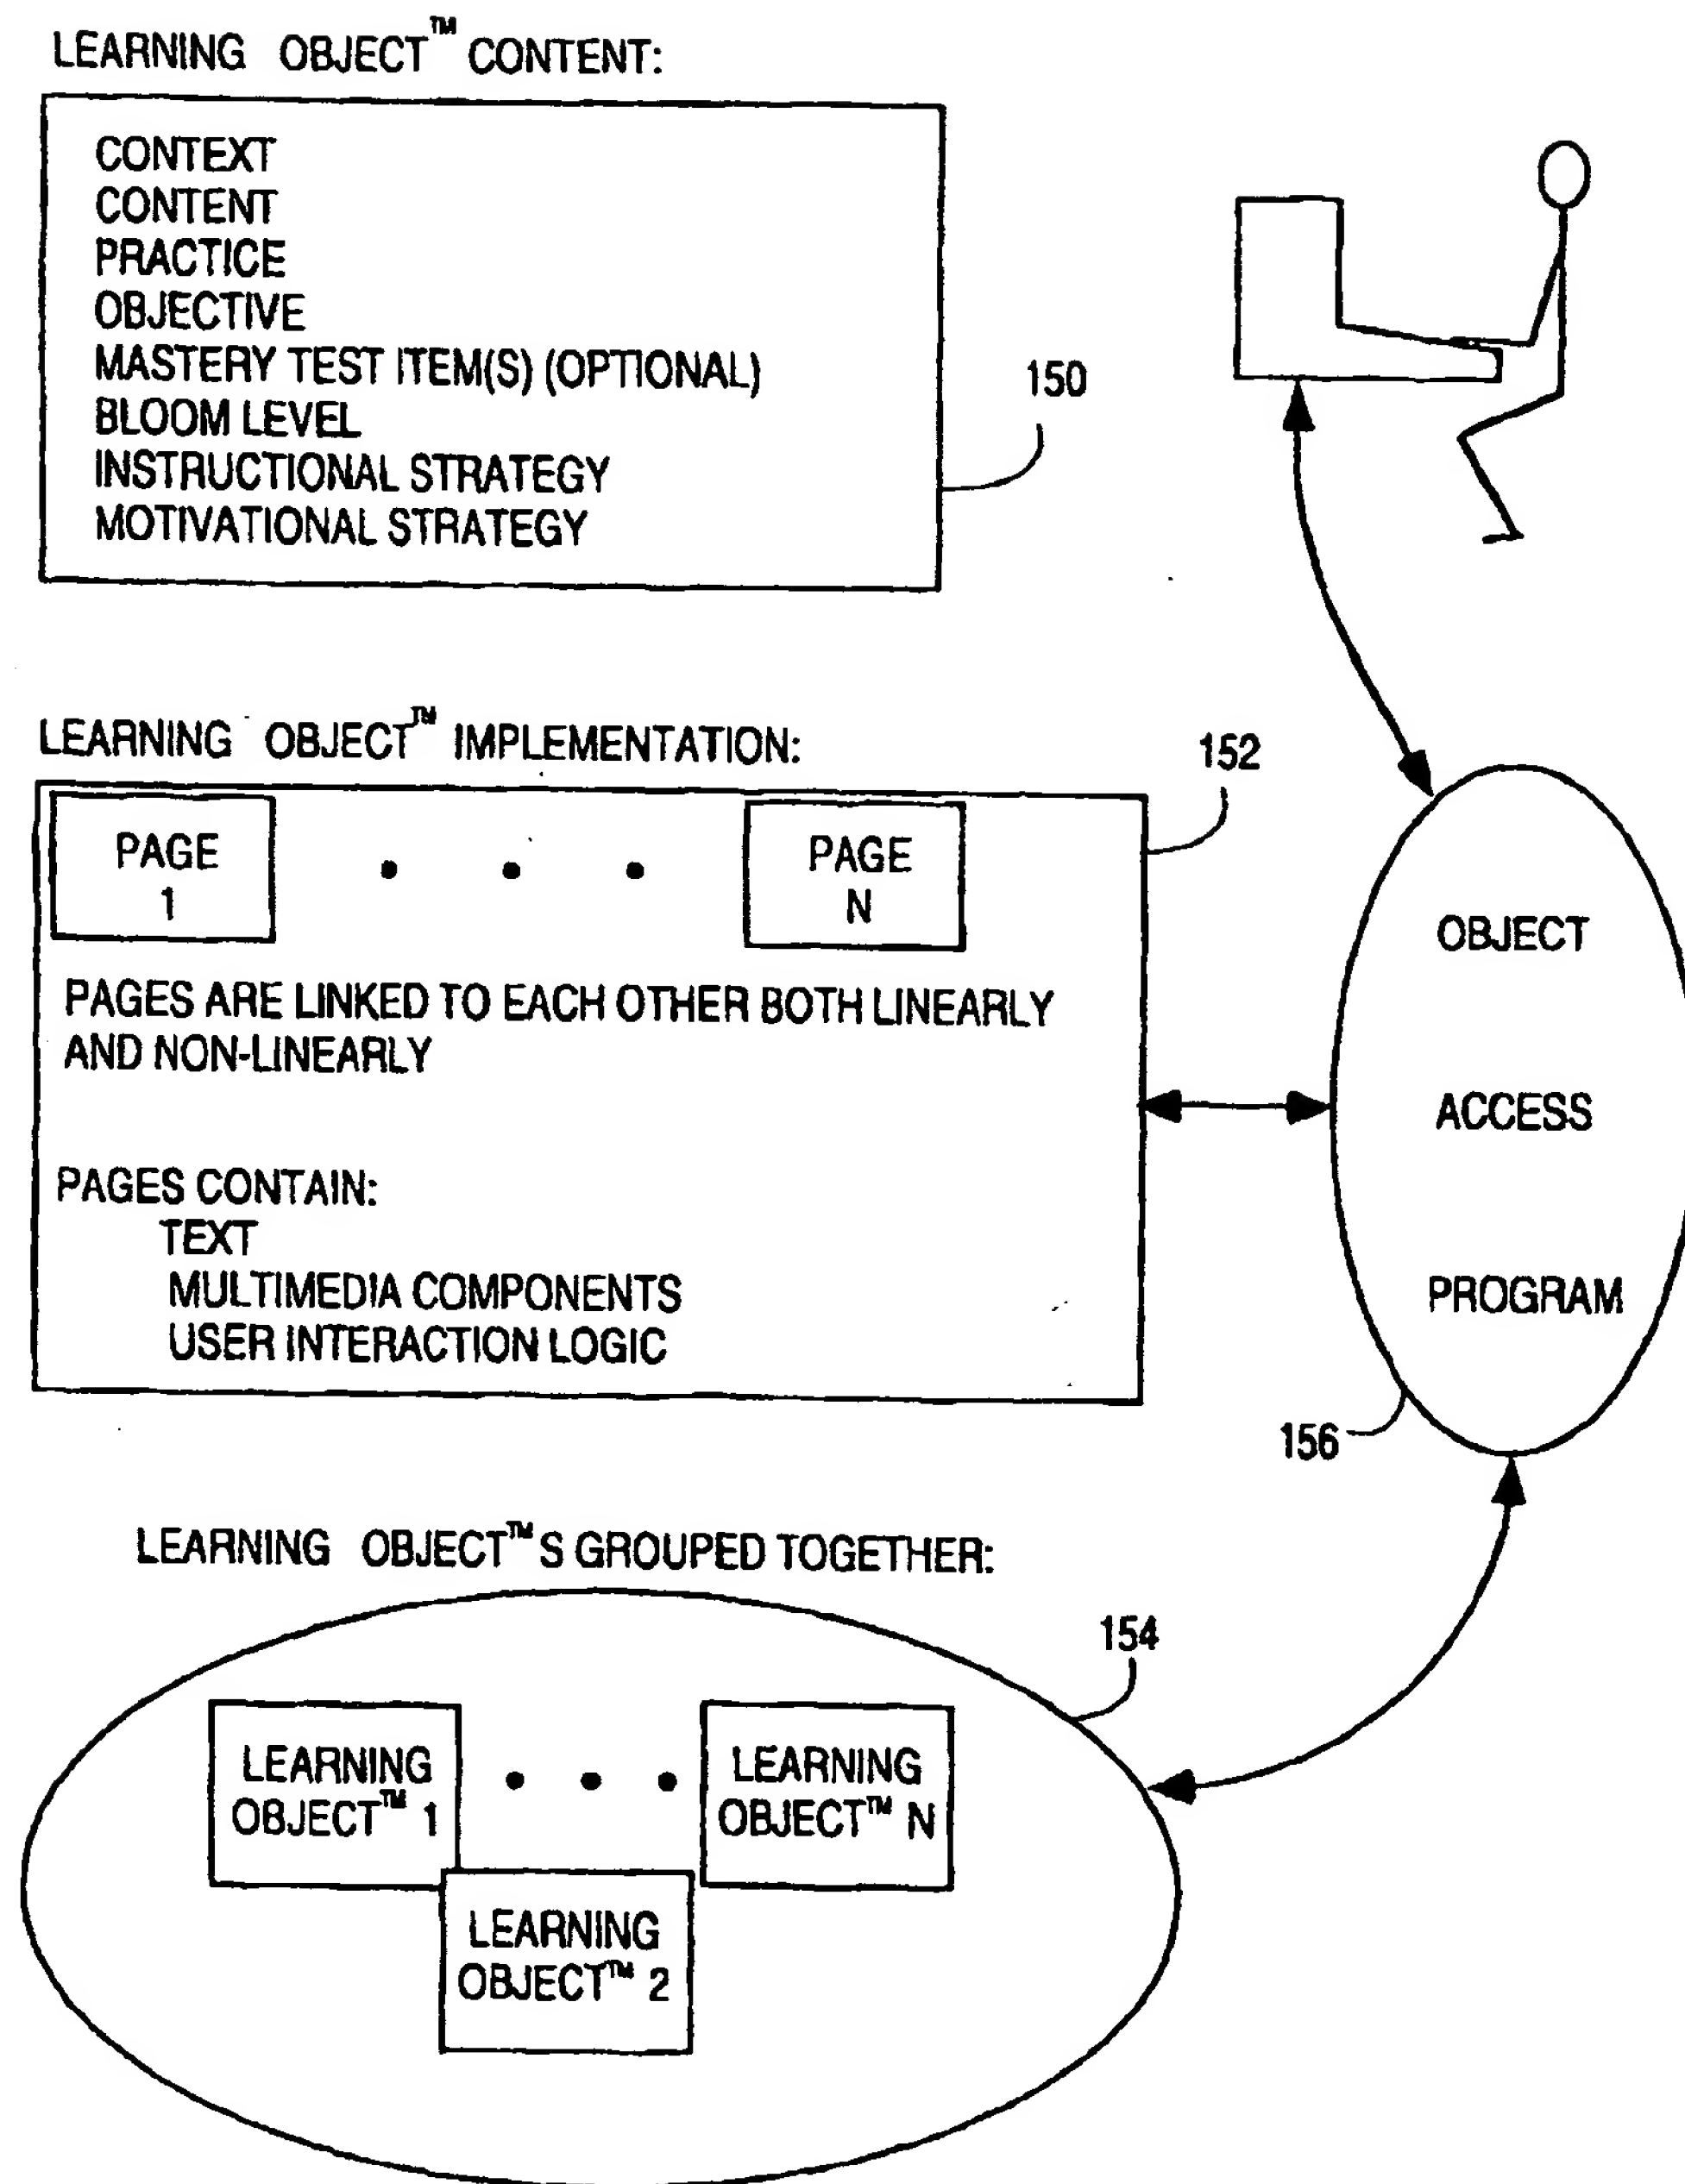 LEARNING OBJECT™ CONTENT:
CONTEXT
CONTENT
PRACTICE
OBJECTIVE
MASTERY TEST ITEM(S) (OPTIONAL)
BLOOM LEVEL
INSTRUCTIONAL STRATEGY
MOTIVATIONAL STRATEGY
150
LEARNING OBJECT™ IMPLEMENTATION:
152
PAGE
1
PAGE
N
PAGES ARE LINKED TO EACH OTHER BOTH LINEARLY
AND NON-LINEARLY
PAGES CONTAIN:
TEXT
MULTIMEDIA COMPONENTS
USER INTERACTION LOGIC
OBJECT
ACCESS
PROGRAM
156
LEARNING OBJECT™S GROUPED TOGETHER:
154
LEARNING
OBJECT™ 1
LEARNING
OBJECT™ N
LEARNING
OBJECT™ 2